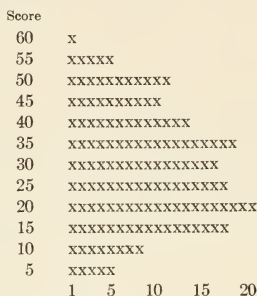 Score
60 x
55 xxxxx
50 xxxxxxxxxxx
45 xxxxxxxxxx
40 xxxxxxxxxxxxx
35 xxxxxxxxxxxxxxxxxx
30 xxxxxxxxxxxxxxxx
25 xxxxxxxxxxxxxxxxx
20 xxxxxxxxxxxxxxxxxxxx
15 xxxxxxxxxxxxxxxxx
10 xxxxxxxx
5 xxxxx
1 5 10 15 20